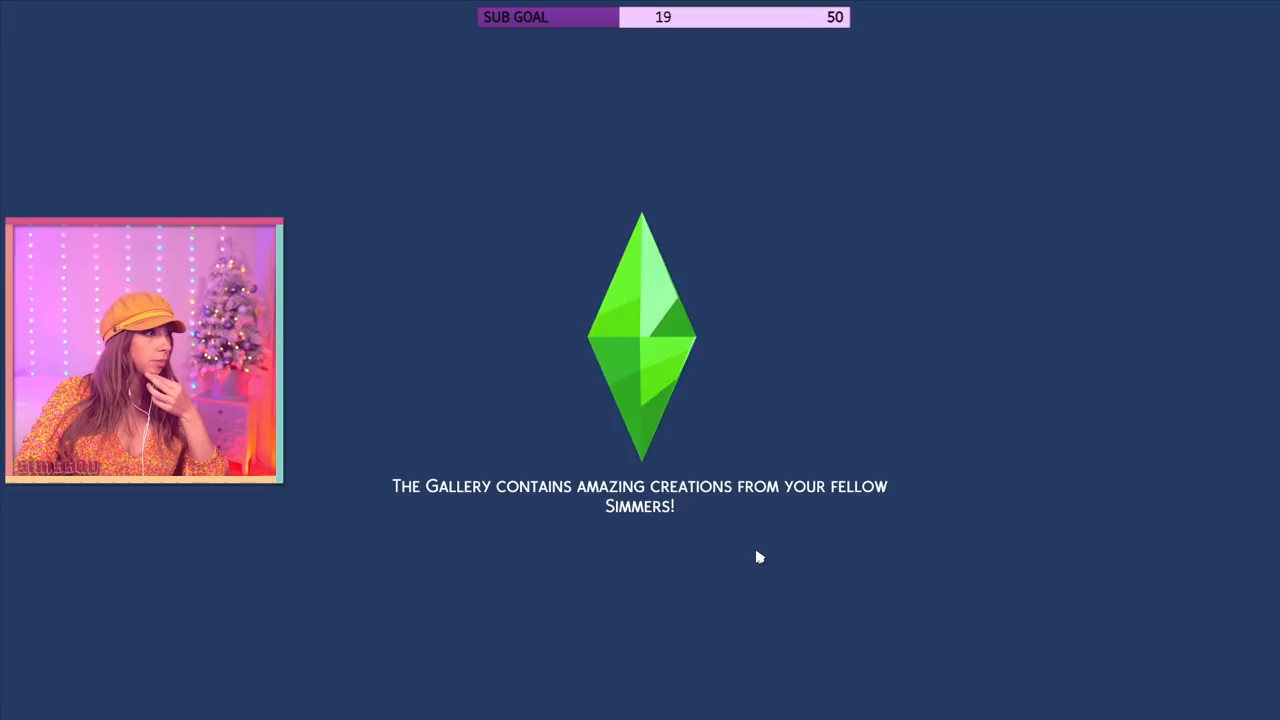 SUB GOAL 19 50
THE GALLERY CONTAINS AMAZING CREATIONS FROM YOUR FELLOW
SIMMERS!